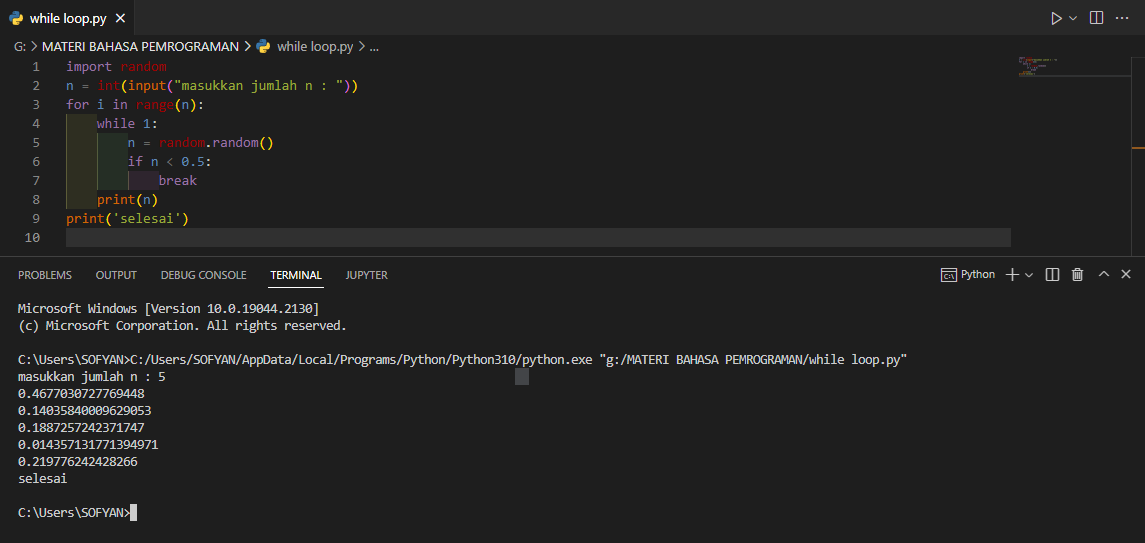 while loop.py
G: > MATERI BAHASA PEMROGRAMAN > while loop.py > ...
1 import random
2 n = int(input("masukkan jumlah n : "))
3 for i in range(n):
4     while 1:
5         n = random.random()
6         if n < 0.5:
7             break
8     print(n)
9 print('selesai')
10
PROBLEMS OUTPUT DEBUG CONSOLE TERMINAL JUPYTER Python
Microsoft Windows [Version 10.0.19044.2130]
(c) Microsoft Corporation. All rights reserved.
C:\Users\SOFYAN>C:/Users/SOFYAN/AppData/Local/Programs/Python/Python310/python.exe "g:/MATERI BAHASA PEMROGRAMAN/while loop.py"
masukkan jumlah n : 5
0.4677030727769448
0.14035840009629053
0.1887257242371747
0.014357131771394971
0.219776242428266
selesai
C:\Users\SOFYAN>